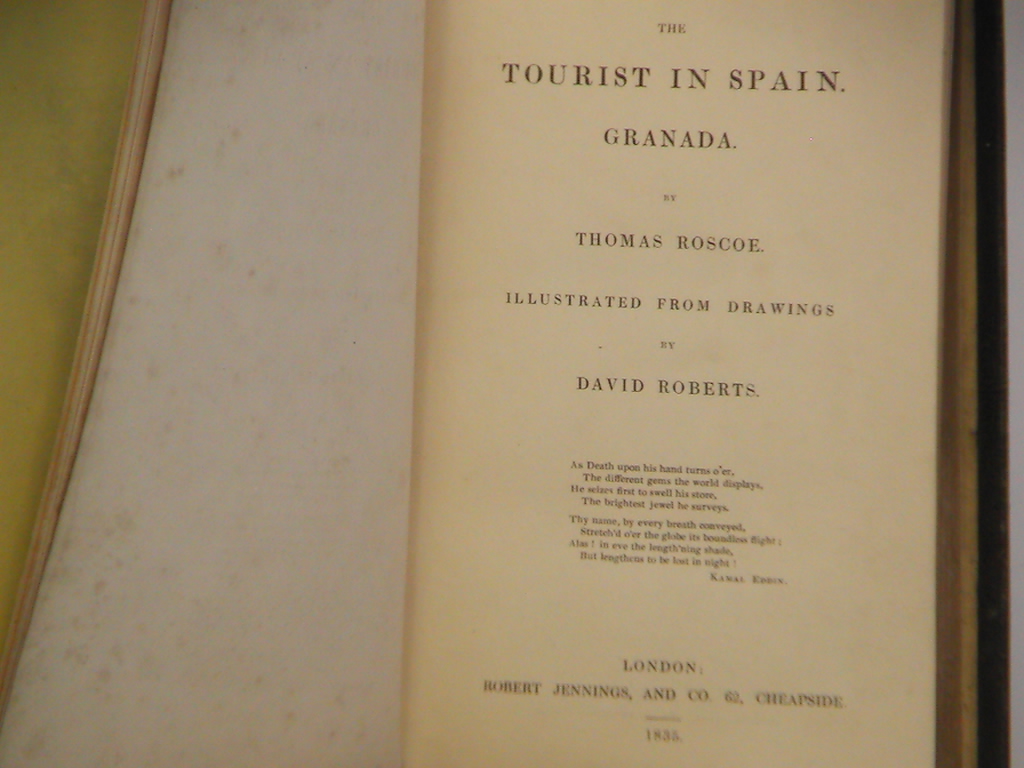 THE
TOURIST IN SPAIN.
GRANADA.
BY
THOMAS ROSCOE.
ILLUSTRATED FROM DRAWINGS
BY
DAVID ROBERTS.
As Death upon his hand turns o'er,
The different gems the world displays,
He seizes first to swell his store,
The brightest jewel he surveys.
Thy name, by every breath conveyed,
Stretch'd o'er the globe its boundless flight;
Alas! in eve the length'ning shade,
But lengthens to be lost in night!
KAMAL EDDIN.
LONDON:
ROBERT JENNINGS, AND CO. 62, CHEAPSIDE.
1835.